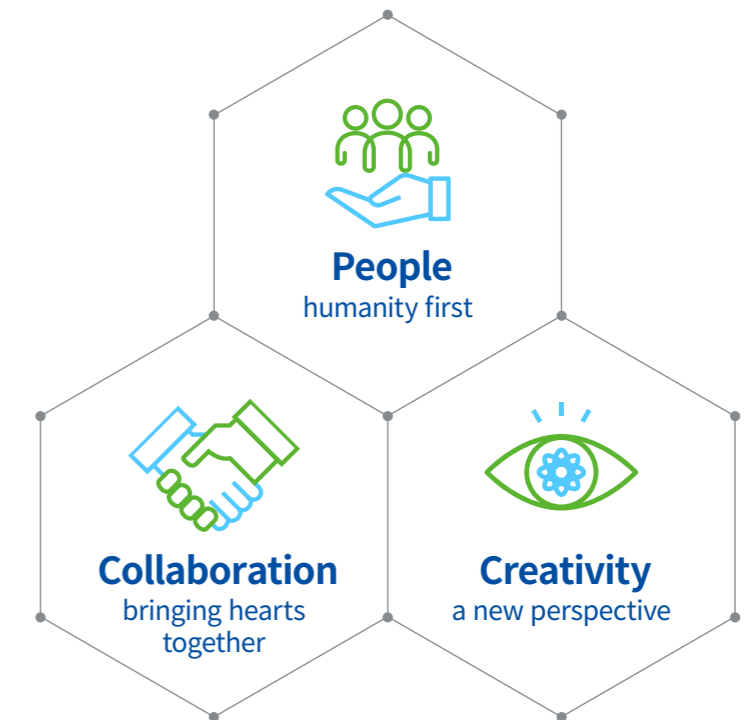 People
humanity first
Collaboration
bringing hearts
together
Creativity
a new perspective